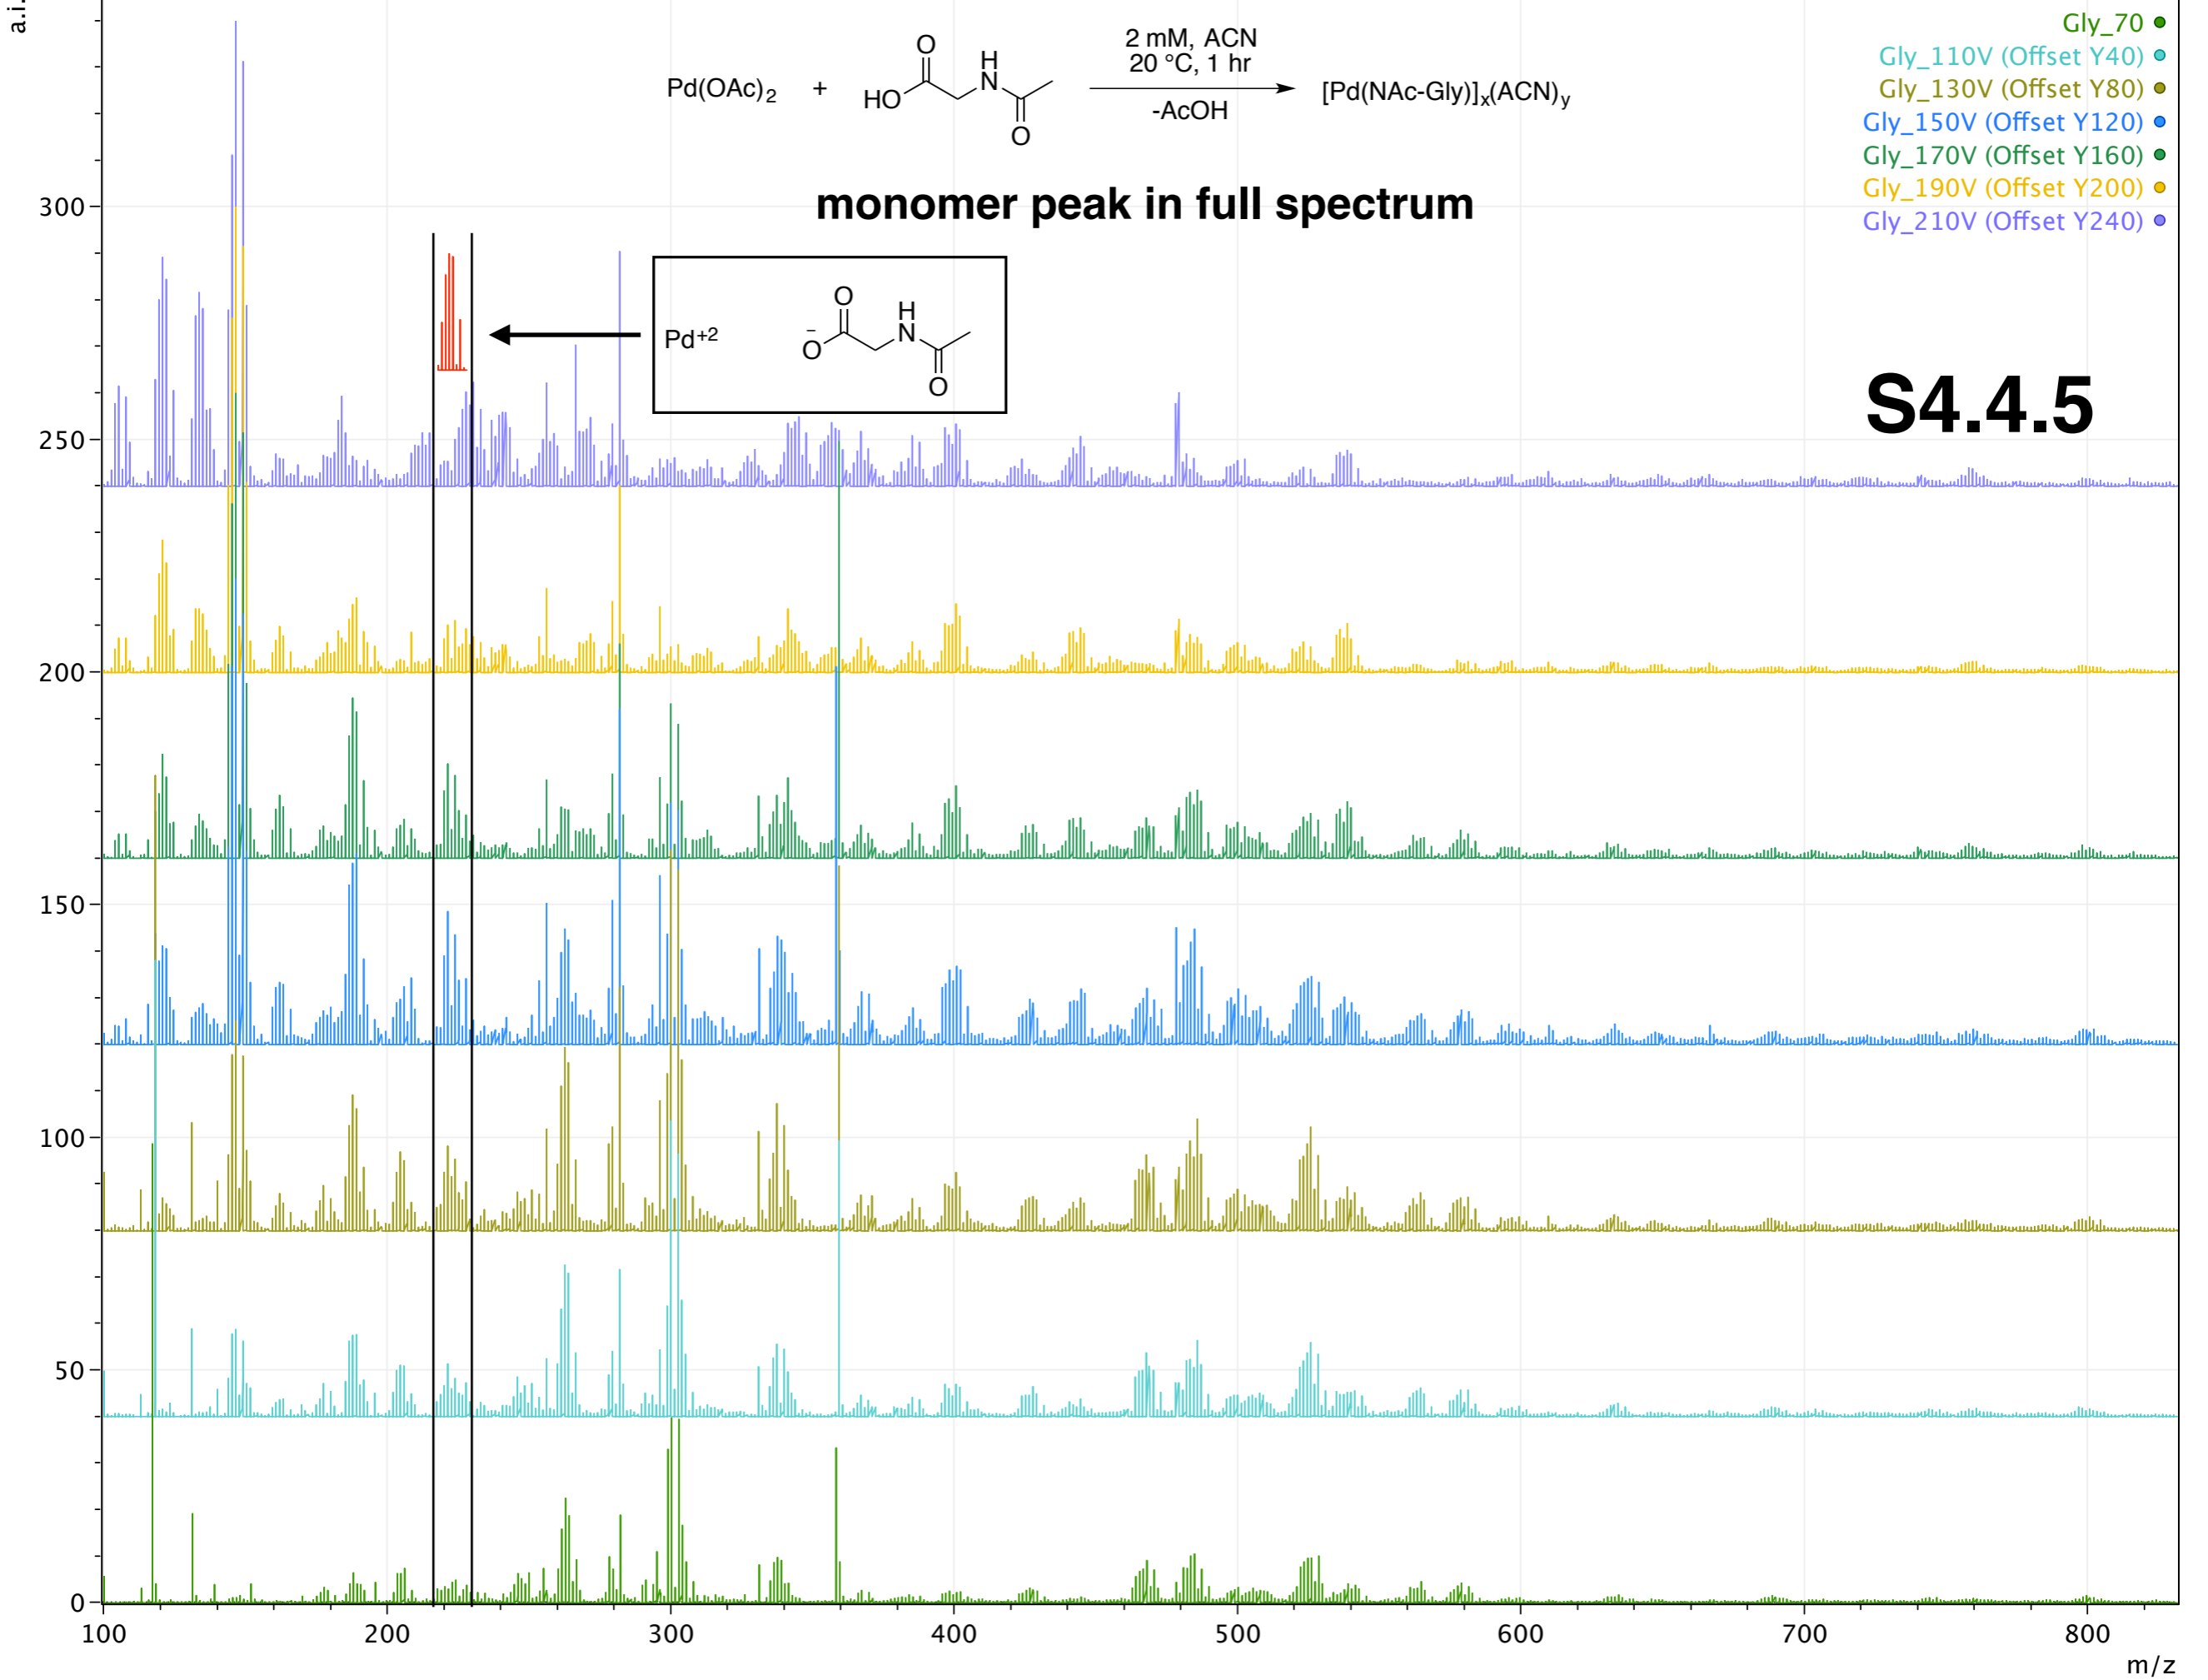 a.i.
Pd(OAc)2 + HO O H N O 2 mM, ACN
20 °C, 1 hr
-AcOH
[Pd(NAc-Gly)]x(ACN)y
Gly_70
Gly_110V (Offset Y40)
Gly_130V (Offset Y80)
Gly_150V (Offset Y120)
Gly_170V (Offset Y160)
Gly_190V (Offset Y200)
Gly_210V (Offset Y240)
monomer peak in full spectrum
Pd+2 -O O H N O
S4.4.5
300
250
200
150
100
50
0
100 200 300 400 500 600 700 800
m/z